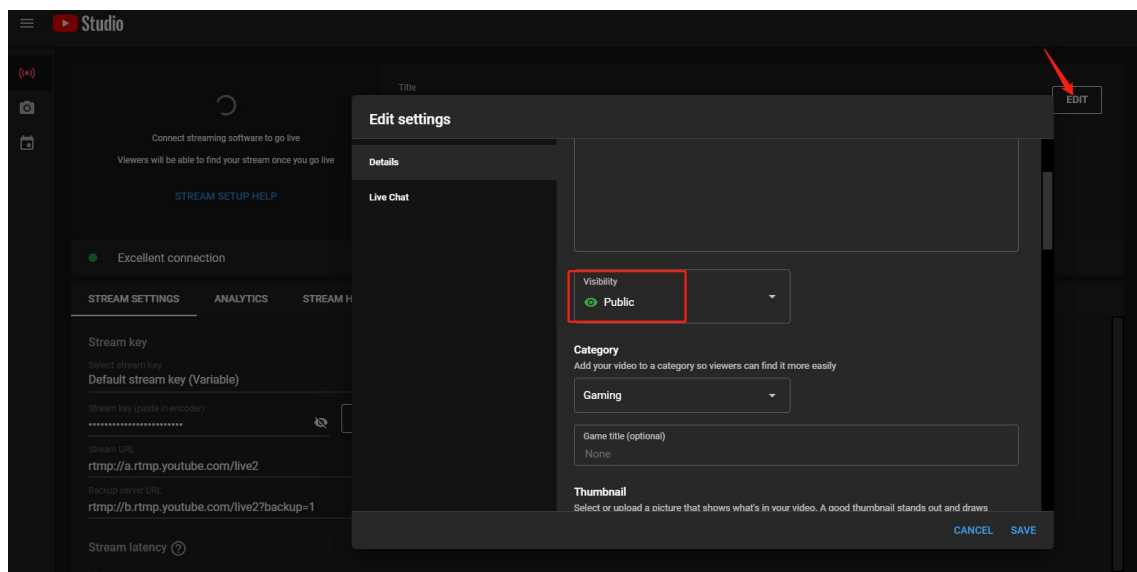 Studio
Title
EDIT
Connect streaming software to go live
Viewers will be able to find your stream once you go live
STREAM SETUP HELP
Excellent connection
STREAM SETTINGS ANALYTICS STREAM H
Stream key
Select stream key
Default stream key (Variable)
Stream key (paste in encoder)
••••••••••••••••••••••••
Stream URL
rtmp://a.rtmp.youtube.com/live2
Backup server URL
rtmp://b.rtmp.youtube.com/live2?backup=1
Stream latency
Edit settings
Details
Live Chat
Visibility
Public
Category
Add your video to a category so viewers can find it more easily
Gaming
Game title (optional)
None
Thumbnail
Select or upload a picture that shows what's in your video. A good thumbnail stands out and draws
CANCEL SAVE